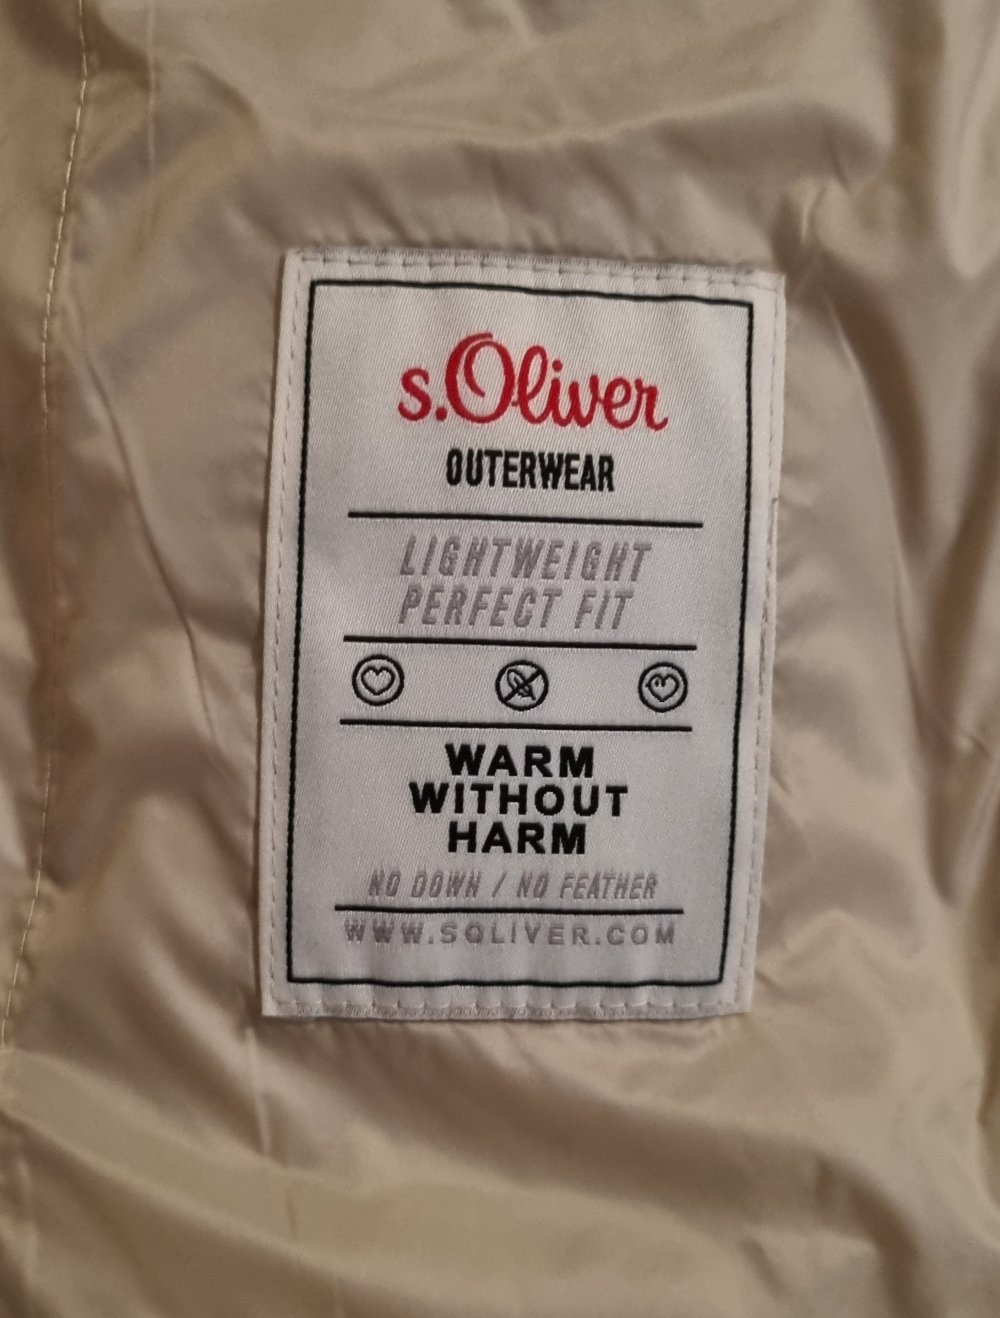 s.Oliver
OUTERWEAR
LIGHTWEIGHT
PERFECT FIT
WARM
WITHOUT
HARM
NO DOWN / NO FEATHER
WWW.SOLIVER.COM